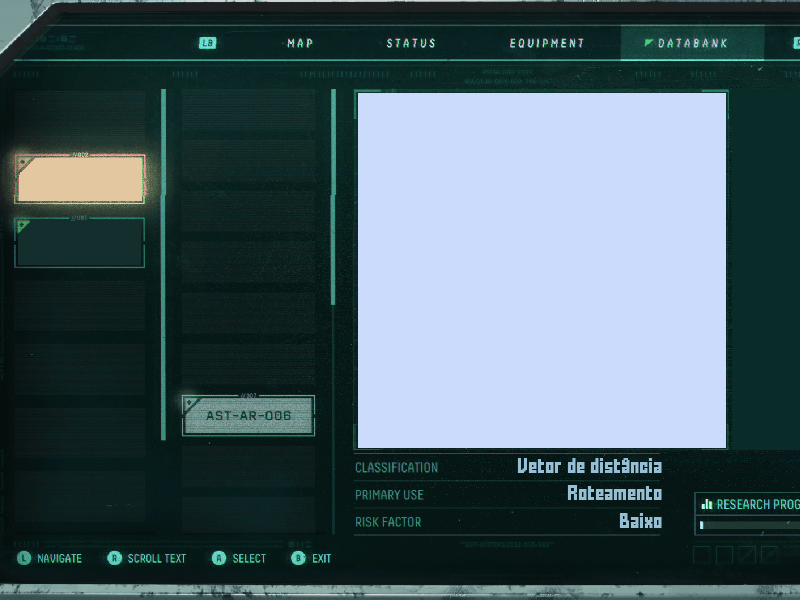 LB MAP STATUS EQUIPMENT DATABANK
AST-AR-006
CLASSIFICATION Vetor de distância
PRIMARY USE Roteamento
RISK FACTOR Baixo
RESEARCH PROG
L NAVIGATE R SCROLL TEXT A SELECT B EXIT